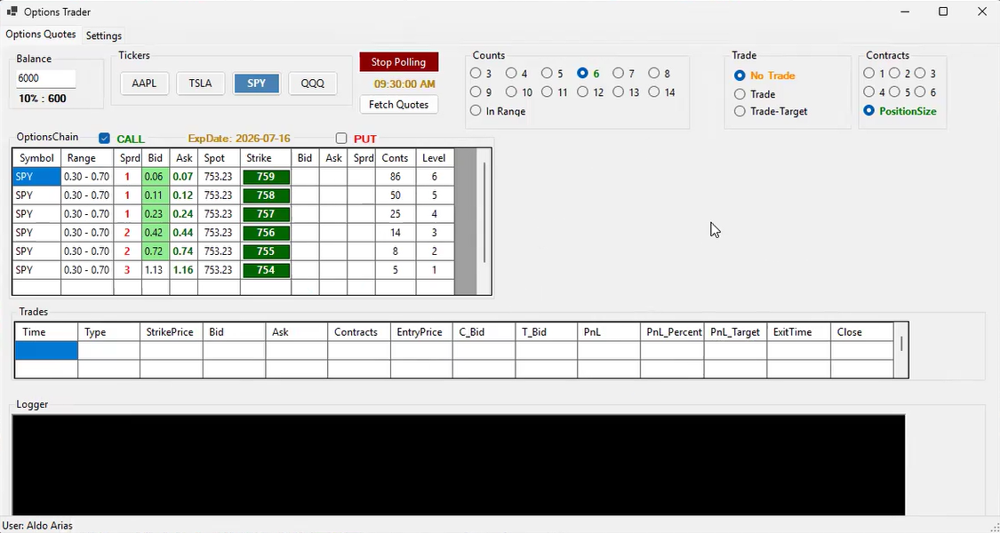 Options Trader
Options Quotes Settings
Balance
6000
10% : 600
Tickers
AAPL TSLA SPY QQQ
Stop Polling
09:30:00 AM
Fetch Quotes
Counts
3 4 5 6 7 8
9 10 11 12 13 14
In Range
Trade
No Trade
Trade
Trade-Target
Contracts
1 2 3
4 5 6
PositionSize
OptionsChain CALL ExpDate: 2026-07-16 PUT
Symbol Range Sprd Bid Ask Spot Strike Bid Ask Sprd Conts Level
SPY 0.30 - 0.70 1 0.06 0.07 753.23 759 86 6
SPY 0.30 - 0.70 1 0.11 0.12 753.23 758 50 5
SPY 0.30 - 0.70 1 0.23 0.24 753.23 757 25 4
SPY 0.30 - 0.70 2 0.42 0.44 753.23 756 14 3
SPY 0.30 - 0.70 2 0.72 0.74 753.23 755 8 2
SPY 0.30 - 0.70 3 1.13 1.16 753.23 754 5 1
Trades
Time Type StrikePrice Bid Ask Contracts EntryPrice C_Bid T_Bid PnL PnL_Percent PnL_Target ExitTime Close
Logger
User: Aldo Arias